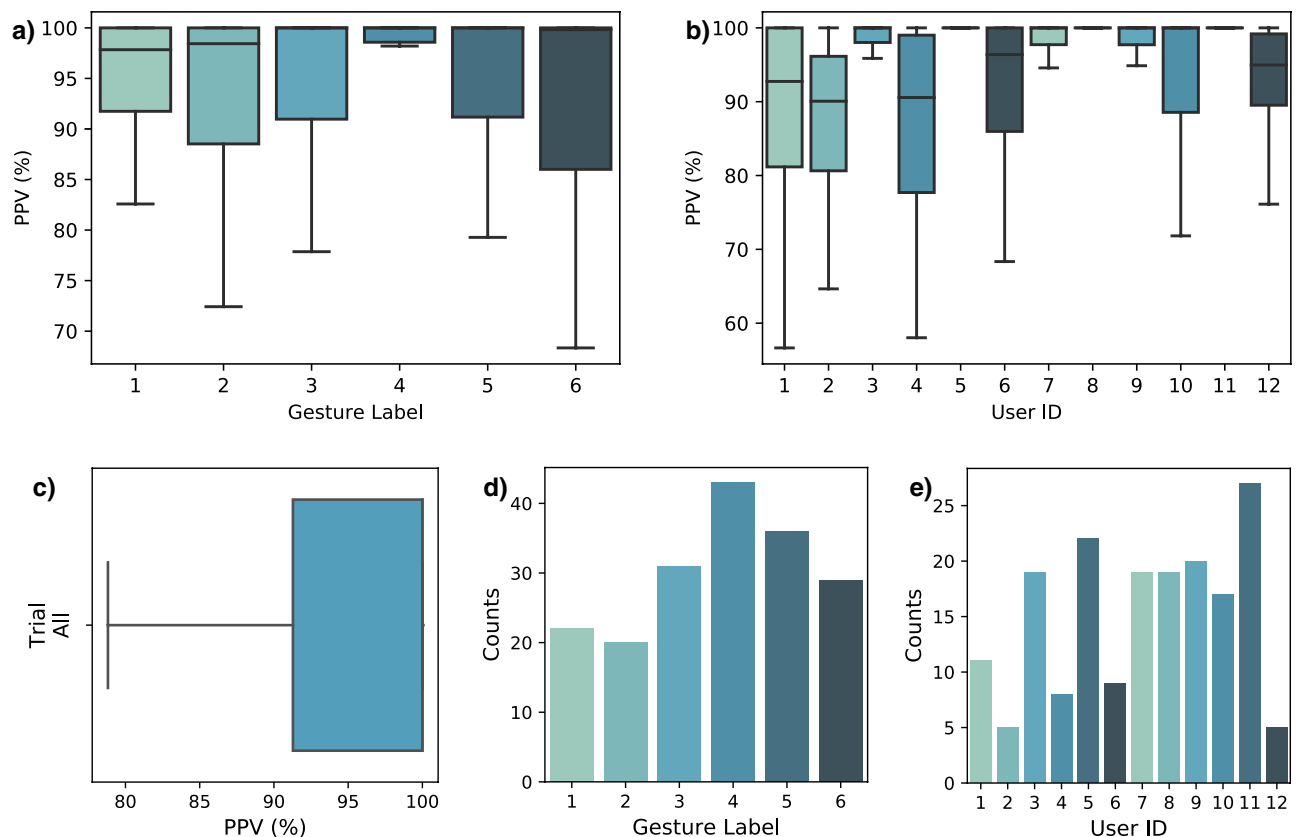 a)
PPV (%)
100
95
90
85
80
75
70
1 2 3 4 5 6
Gesture Label
b)
PPV (%)
100
90
80
70
60
1 2 3 4 5 6 7 8 9 10 11 12
User ID
c)
Trial
All
80 85 90 95 100
PPV (%)
d)
Counts
40
30
20
10
0
1 2 3 4 5 6
Gesture Label
e)
Counts
25
20
15
10
5
0
1 2 3 4 5 6 7 8 9 10 11 12
User ID